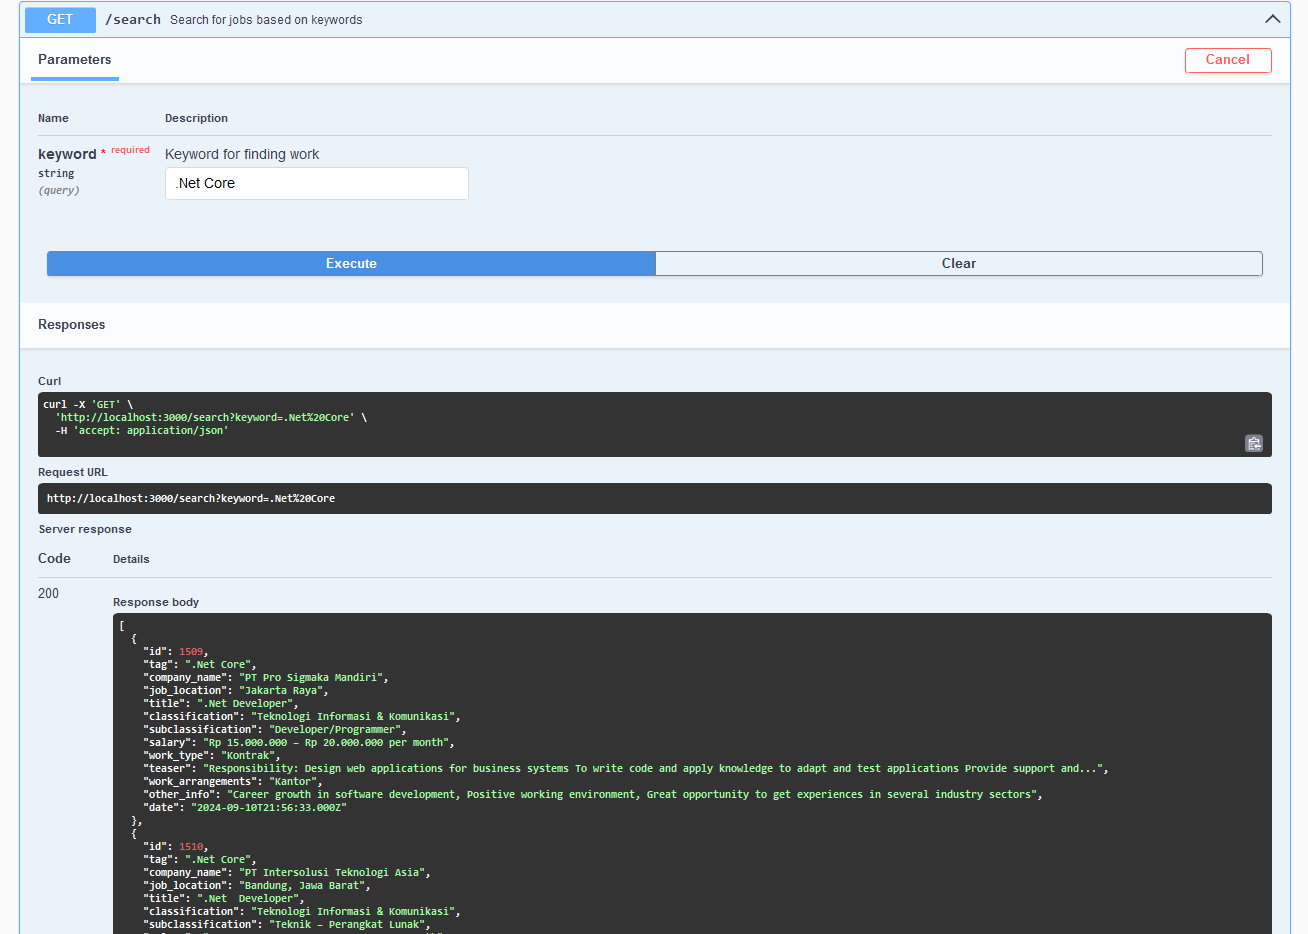 GET /search Search for jobs based on keywords
Parameters
Cancel
Name Description
keyword * required Keyword for finding work
string
(query)
.Net Core
Execute Clear
Responses
Curl
curl -X 'GET' \
'http://localhost:3000/search?keyword=.Net%20Core' \
-H 'accept: application/json'
Request URL
http://localhost:3000/search?keyword=.Net%20Core
Server response
Code Details
200
Response body
[
{
"id": 1509,
"tag": ".Net Core",
"company_name": "PT Pro Sigmaka Mandiri",
"job_location": "Jakarta Raya",
"title": ".Net Developer",
"classification": "Teknologi Informasi & Komunikasi",
"subclassification": "Developer/Programmer",
"salary": "Rp 15.000.000 – Rp 20.000.000 per month",
"work_type": "Kontrak",
"teaser": "Responsibility: Design web applications for business systems To write code and apply knowledge to adapt and test applications Provide support and...",
"work_arrangements": "Kantor",
"other_info": "Career growth in software development, Positive working environment, Great opportunity to get experiences in several industry sectors",
"date": "2024-09-10T21:56:33.000Z"
},
{
"id": 1510,
"tag": ".Net Core",
"company_name": "PT Intersolusi Teknologi Asia",
"job_location": "Bandung, Jawa Barat",
"title": ".Net  Developer",
"classification": "Teknologi Informasi & Komunikasi",
"subclassification": "Teknik – Perangkat Lunak",